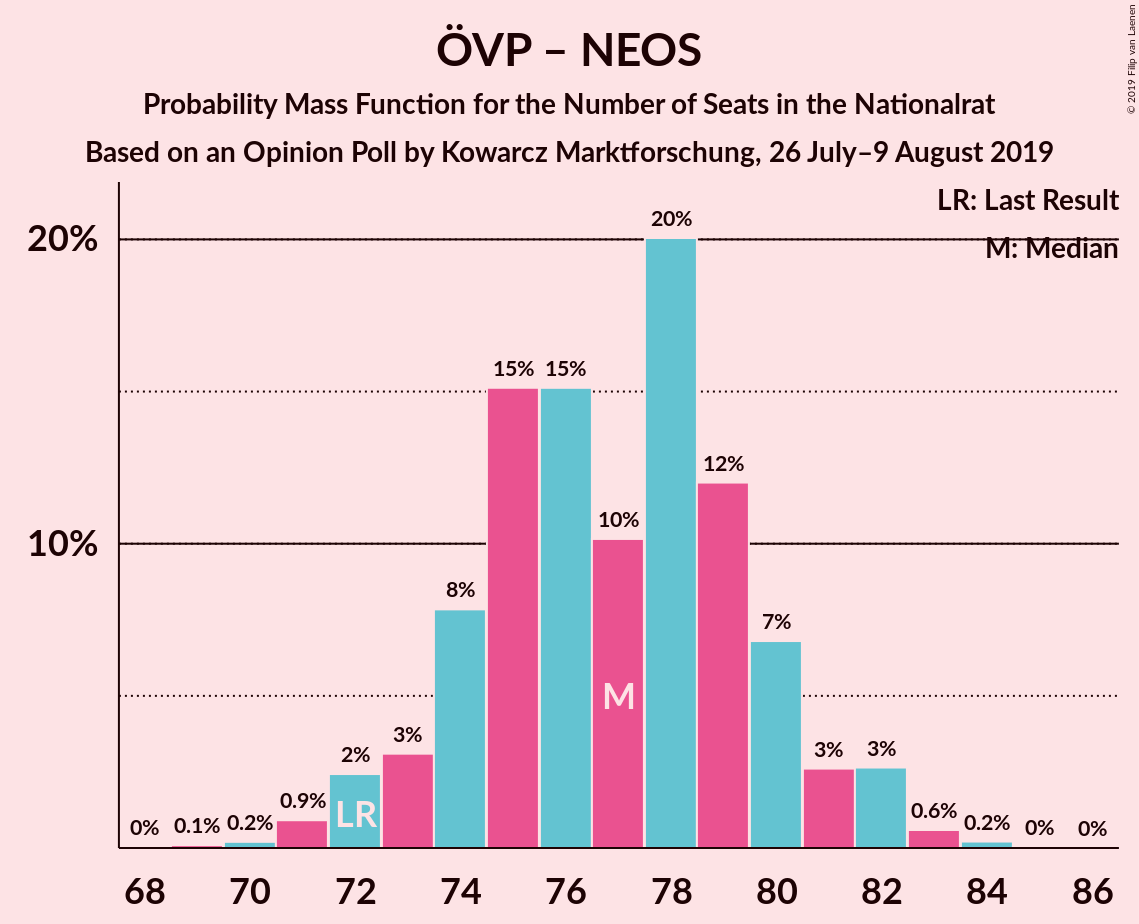 ÖVP – NEOS
Probability Mass Function for the Number of Seats in the Nationalrat
Based on an Opinion Poll by Kowarcz Marktforschung, 26 July–9 August 2019
© 2019 Filip van Laenen
LR: Last Result
M: Median
20%
10%
0%
0.1%
0.2%
0.9%
2%
3%
8%
15%
15%
10%
20%
12%
7%
3%
3%
0.6%
0.2%
0%
0%
LR
M
68 70 72 74 76 78 80 82 84 86